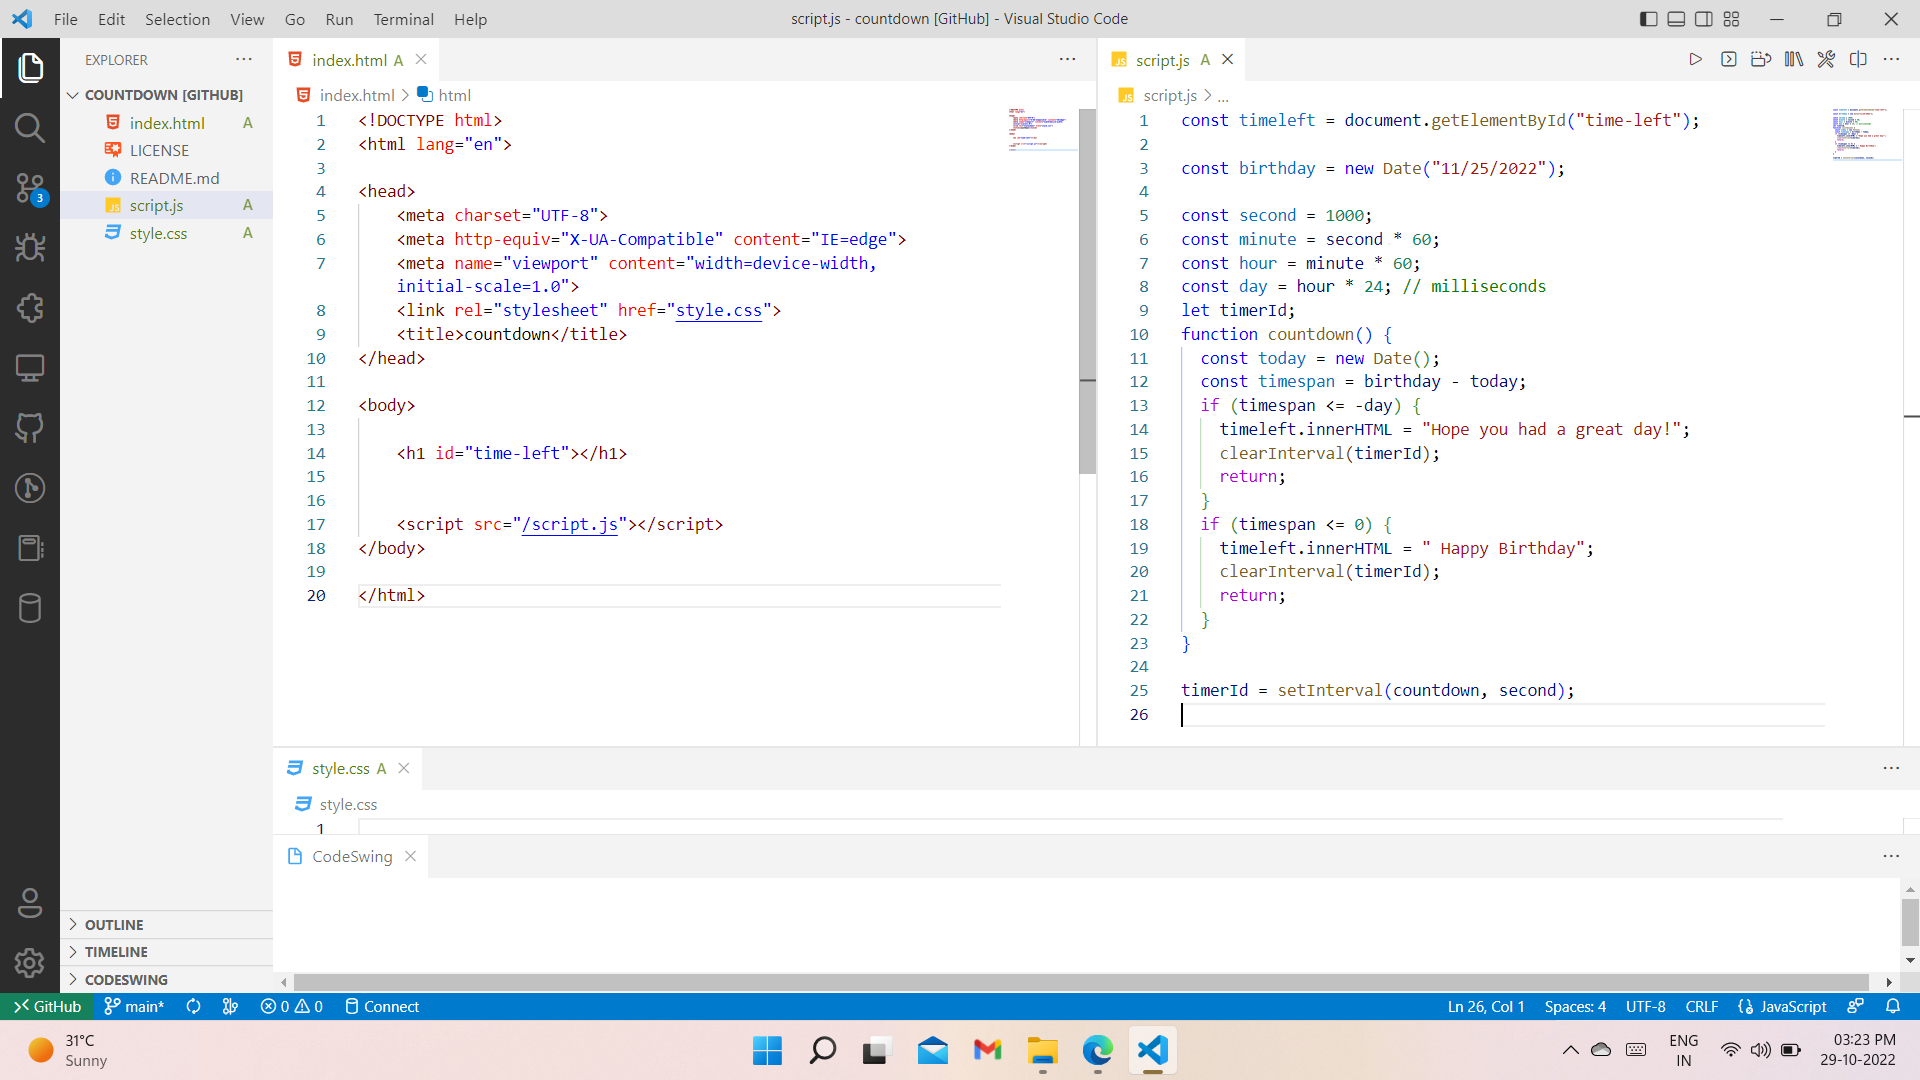 File Edit Selection View Go Run Terminal Help
script.js - countdown [GitHub] - Visual Studio Code
EXPLORER
COUNTDOWN [GITHUB]
index.html A
LICENSE
README.md
script.js A
style.css A
3
OUTLINE
TIMELINE
CODESWING
index.html A
index.html > html
1 <!DOCTYPE html>
2 <html lang="en">
3
4 <head>
5 <meta charset="UTF-8">
6 <meta http-equiv="X-UA-Compatible" content="IE=edge">
7 <meta name="viewport" content="width=device-width,
initial-scale=1.0">
8 <link rel="stylesheet" href="style.css">
9 <title>countdown</title>
10 </head>
11
12 <body>
13
14 <h1 id="time-left"></h1>
15
16
17 <script src="/script.js"></script>
18 </body>
19
20 </html>
JS script.js A
JS script.js > ...
1 const timeleft = document.getElementById("time-left");
2
3 const birthday = new Date("11/25/2022");
4
5 const second = 1000;
6 const minute = second * 60;
7 const hour = minute * 60;
8 const day = hour * 24; // milliseconds
9 let timerId;
10 function countdown() {
11 const today = new Date();
12 const timespan = birthday - today;
13 if (timespan <= -day) {
14 timeleft.innerHTML = "Hope you had a great day!";
15 clearInterval(timerId);
16 return;
17 }
18 if (timespan <= 0) {
19 timeleft.innerHTML = " Happy Birthday";
20 clearInterval(timerId);
21 return;
22 }
23 }
24
25 timerId = setInterval(countdown, second);
26
style.css A
style.css
1
CodeSwing
GitHub main* 0 0 Connect
Ln 26, Col 1 Spaces: 4 UTF-8 CRLF JavaScript
31°C
Sunny
ENG
IN
03:23 PM
29-10-2022